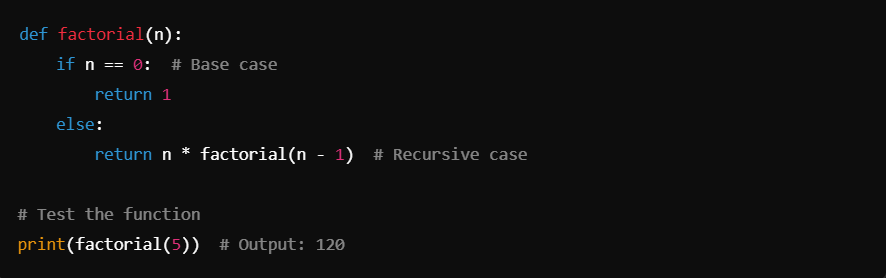 def factorial(n):
    if n == 0:  # Base case
        return 1
    else:
        return n * factorial(n - 1)  # Recursive case

# Test the function
print(factorial(5))  # Output: 120